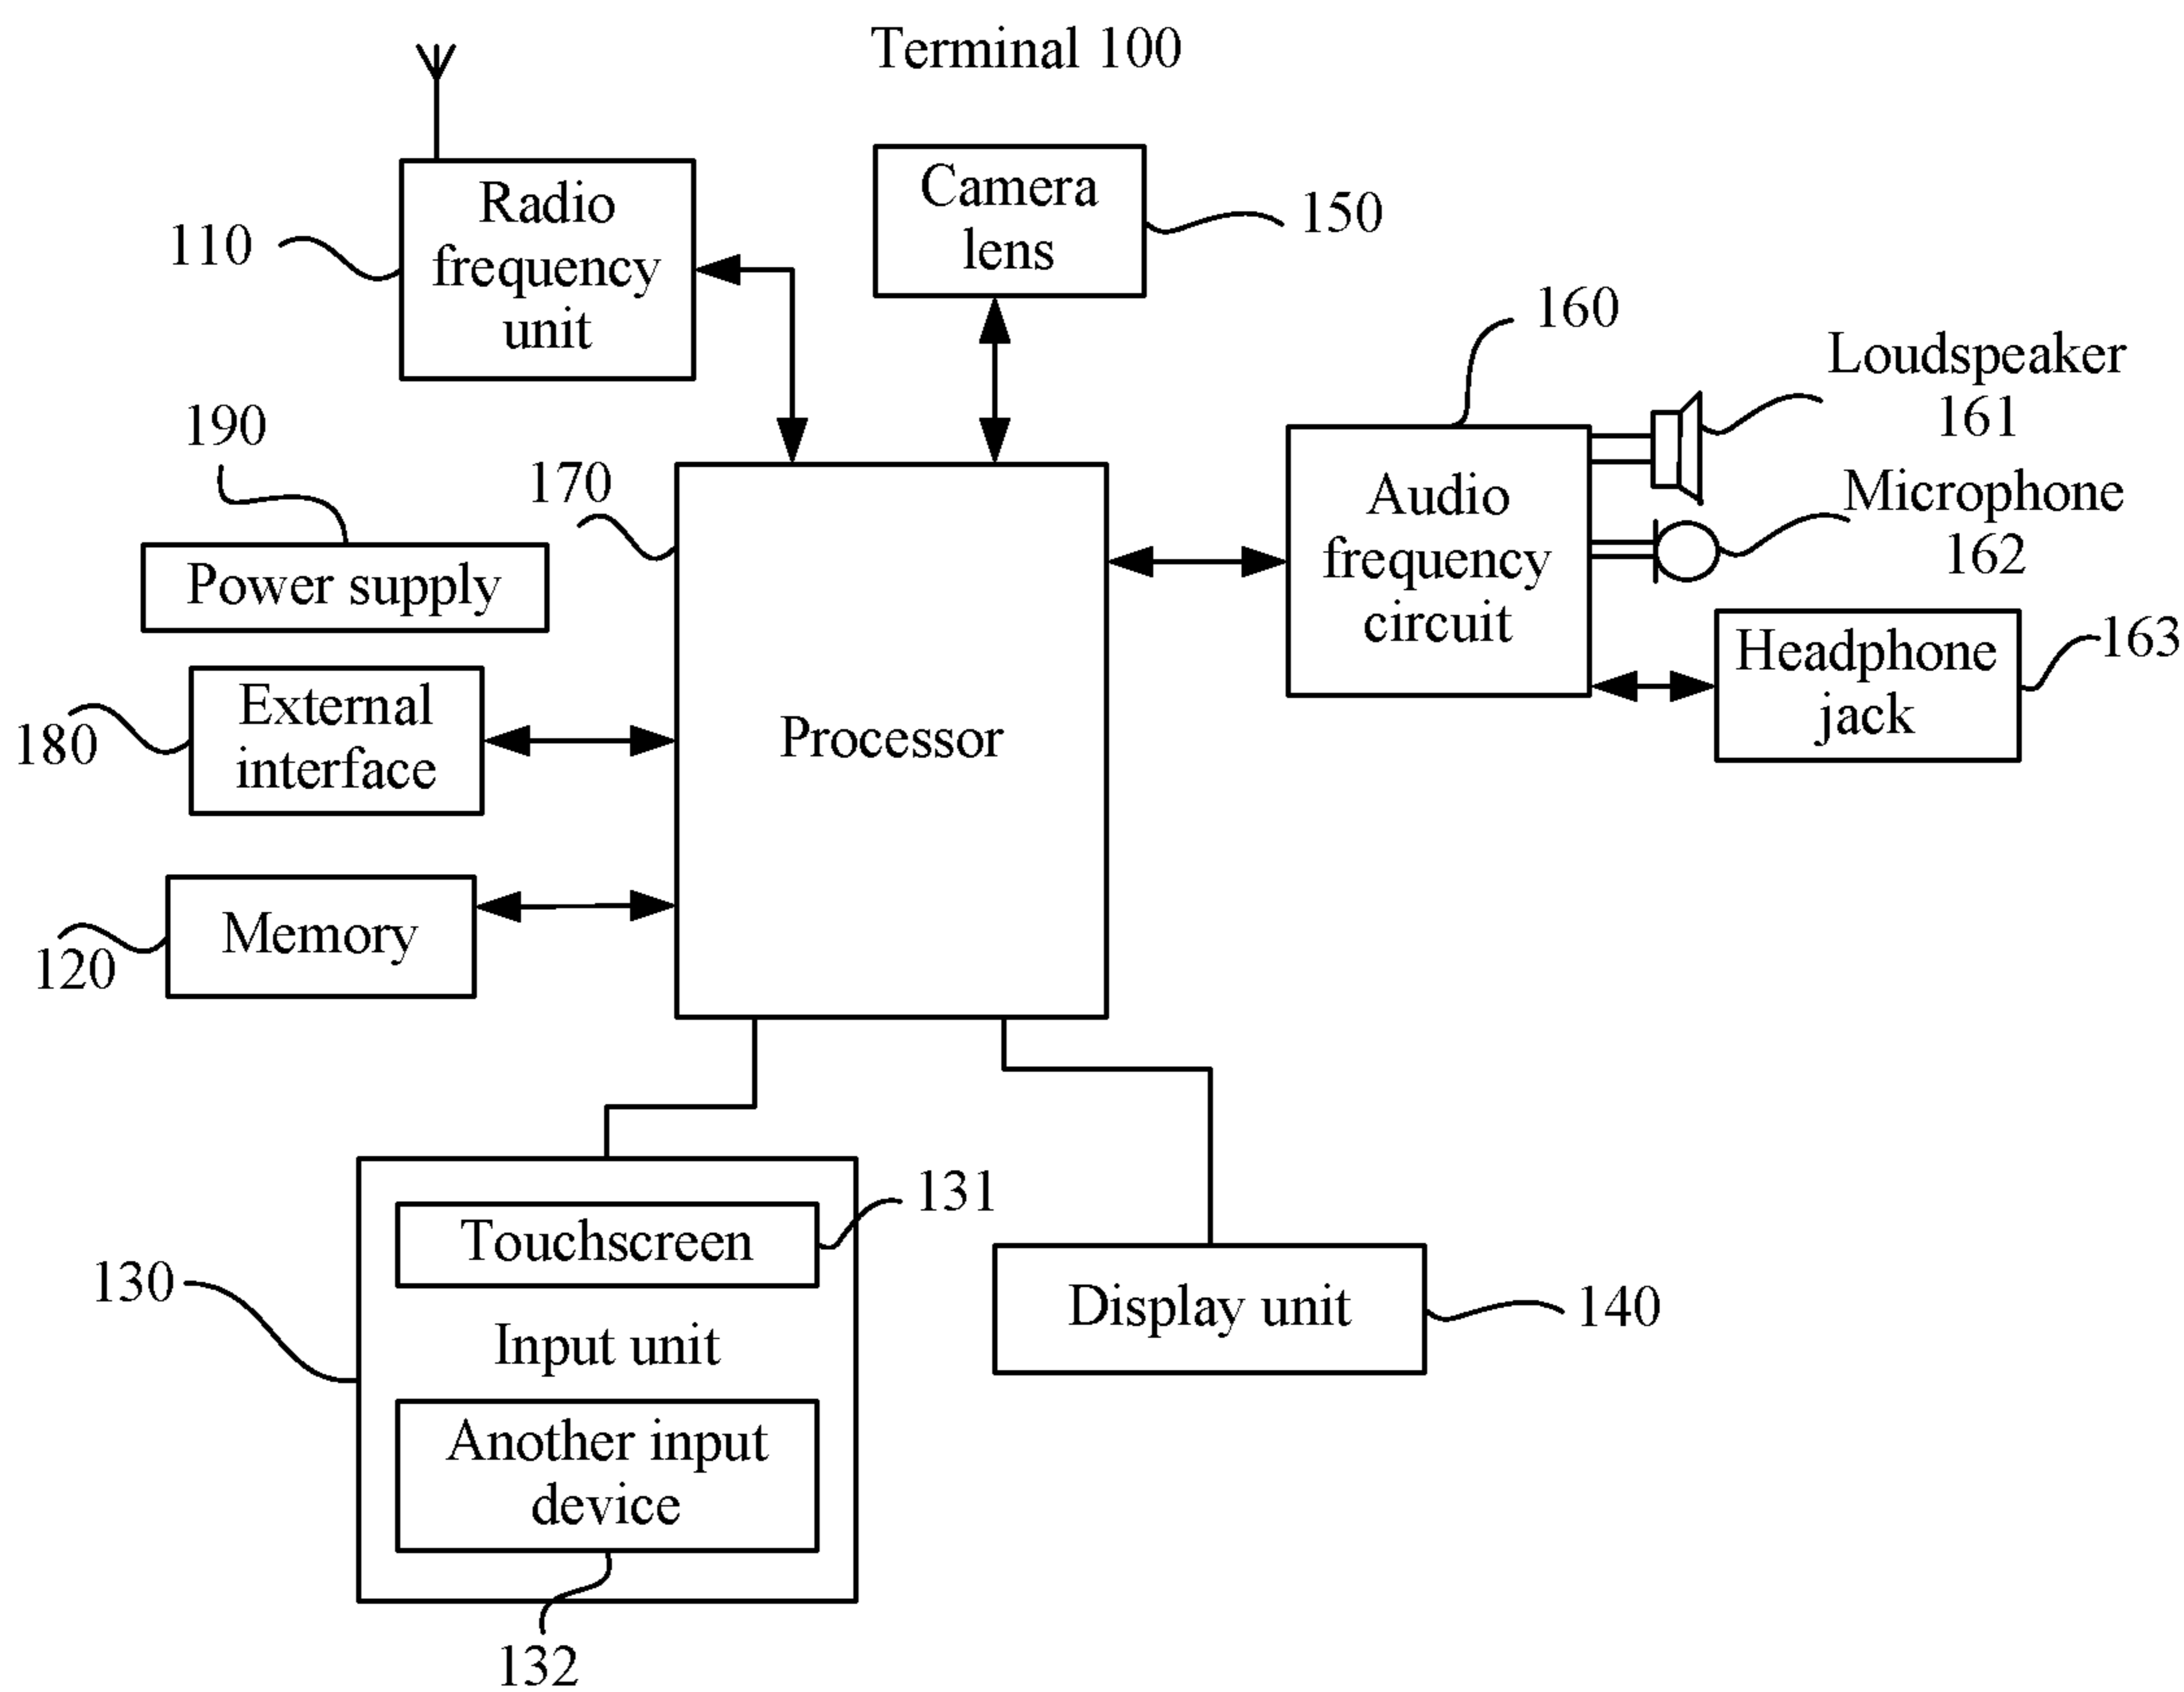 Terminal 100
Radio
frequency
unit
110
Camera
lens
150
160
Loudspeaker
161
Microphone
162
Audio
frequency
circuit
Headphone
jack
163
190
Power supply
170
Processor
External
interface
180
Memory
120
131
Touchscreen
130
Input unit
Another input
device
132
Display unit
140